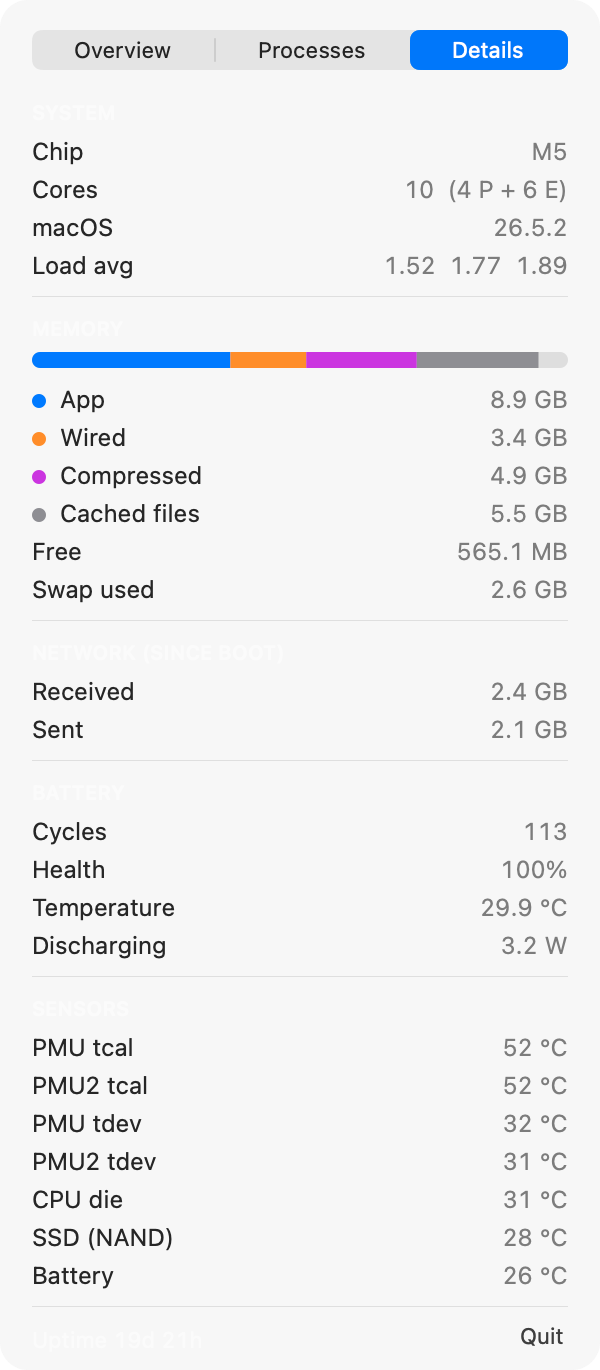 Overview Processes Details
SYSTEM
Chip M5
Cores 10 (4 P + 6 E)
macOS 26.5.2
Load avg 1.52 1.77 1.89
MEMORY
App 8.9 GB
Wired 3.4 GB
Compressed 4.9 GB
Cached files 5.5 GB
Free 565.1 MB
Swap used 2.6 GB
NETWORK (SINCE BOOT)
Received 2.4 GB
Sent 2.1 GB
BATTERY
Cycles 113
Health 100%
Temperature 29.9 °C
Discharging 3.2 W
SENSORS
PMU tcal 52 °C
PMU2 tcal 52 °C
PMU tdev 32 °C
PMU2 tdev 31 °C
CPU die 31 °C
SSD (NAND) 28 °C
Battery 26 °C
Uptime 19d 21h Quit